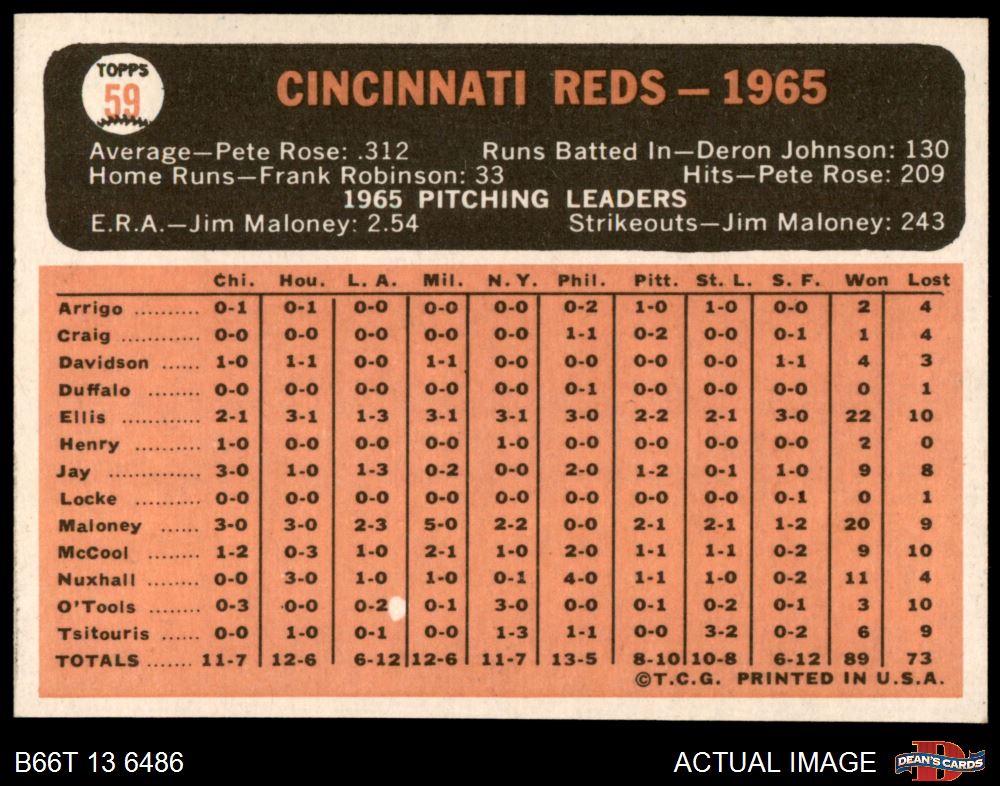 TOPPS
59
CINCINNATI REDS — 1965
Average—Pete Rose: .312 Runs Batted In—Deron Johnson: 130
Home Runs—Frank Robinson: 33 Hits—Pete Rose: 209
1965 PITCHING LEADERS
E.R.A.—Jim Maloney: 2.54 Strikeouts—Jim Maloney: 243
Chi. Hou. L. A. Mil. N. Y. Phil. Pitt. St. L. S. F. Won Lost
Arrigo .......... 0-1 0-1 0-0 0-0 0-0 0-2 1-0 1-0 0-0 2 4
Craig ............ 0-0 0-0 0-0 0-0 0-0 1-1 0-2 0-0 0-1 1 4
Davidson ...... 1-0 1-1 0-0 1-1 0-0 0-0 0-0 0-0 1-1 4 3
Duffalo ........ 0-0 0-0 0-0 0-0 0-0 0-1 0-0 0-0 0-0 0 1
Ellis .............. 2-1 3-1 1-3 3-1 3-1 3-0 2-2 2-1 3-0 22 10
Henry .......... 1-0 0-0 0-0 0-0 1-0 0-0 0-0 0-0 0-0 2 0
Jay .............. 3-0 1-0 1-3 0-2 0-0 2-0 1-2 0-1 1-0 9 8
Locke .......... 0-0 0-0 0-0 0-0 0-0 0-0 0-0 0-0 0-1 0 1
Maloney ...... 3-0 3-0 2-3 5-0 2-2 0-0 2-1 2-1 1-2 20 9
McCool ........ 1-2 0-3 1-0 2-1 1-0 2-0 1-1 1-1 0-2 9 10
Nuxhall ........ 0-0 3-0 1-0 1-0 0-1 4-0 1-1 1-0 0-2 11 4
O'Tools ........ 0-3 0-0 0-2 0-1 3-0 0-0 0-1 0-2 0-1 3 10
Tsitouris ...... 0-0 1-0 0-1 0-0 1-3 1-1 0-0 3-2 0-2 6 9
TOTALS ...... 11-7 12-6 6-12 12-6 11-7 13-5 8-10 10-8 6-12 89 73
©T.C.G. PRINTED IN U.S.A.
B66T 13 6486 ACTUAL IMAGE
D
DEAN'S CARDS